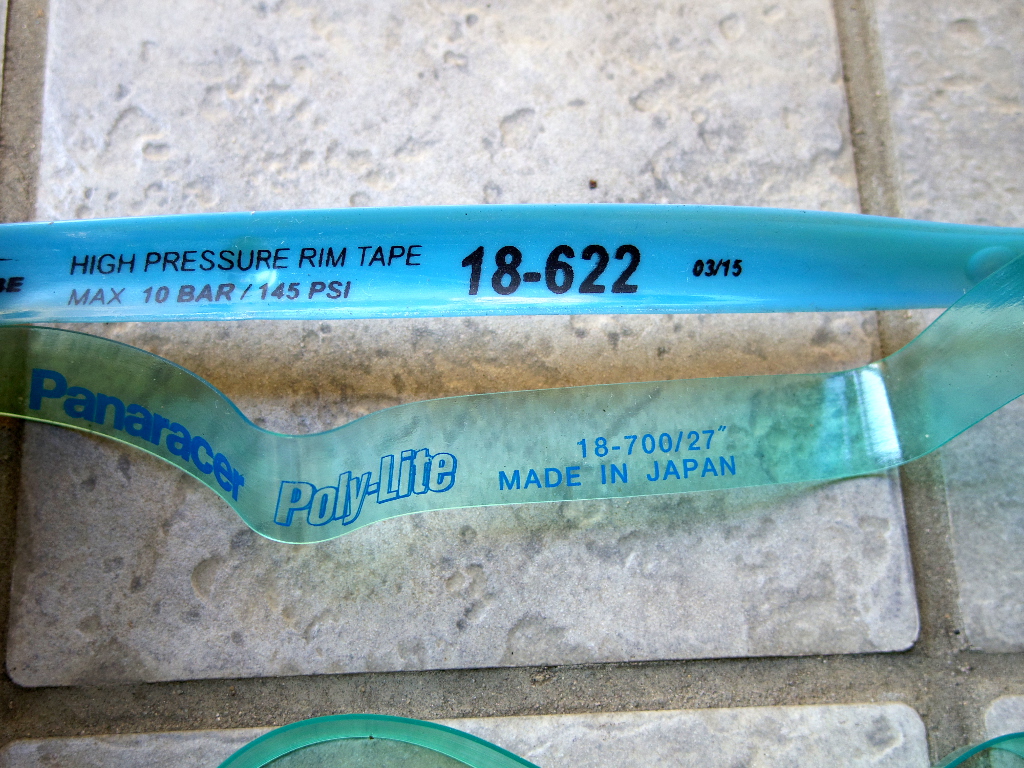 BE
HIGH PRESSURE RIM TAPE
MAX 10 BAR / 145 PSI
18-622
03/15
Panaracer
Poly-Lite
18-700/27"
MADE IN JAPAN